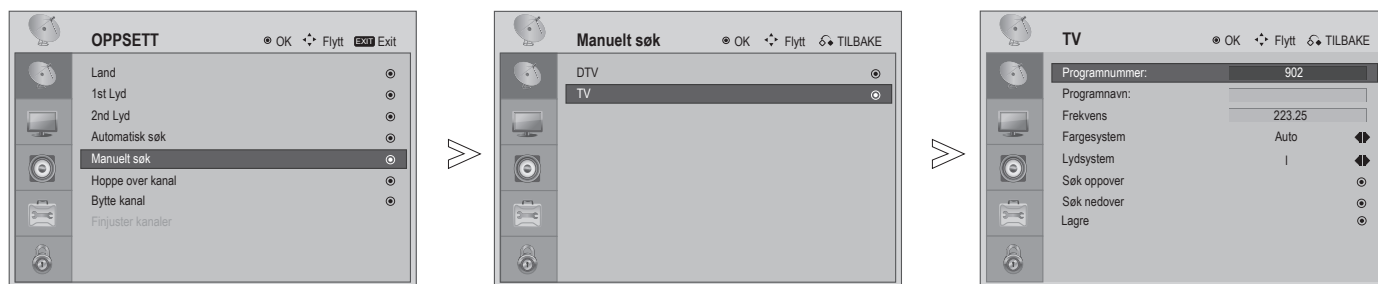 OPPSETT OK Flytt EXIT Exit
Land
1st Lyd
2nd Lyd
Automatisk søk
Manuelt søk
Hoppe over kanal
Bytte kanal
Finjuster kanaler
Manuelt søk OK Flytt TILBAKE
DTV
TV
TV OK Flytt TILBAKE
Programnummer: 902
Programnavn:
Frekvens 223.25
Fargesystem Auto
Lydsystem I
Søk oppover
Søk nedover
Lagre